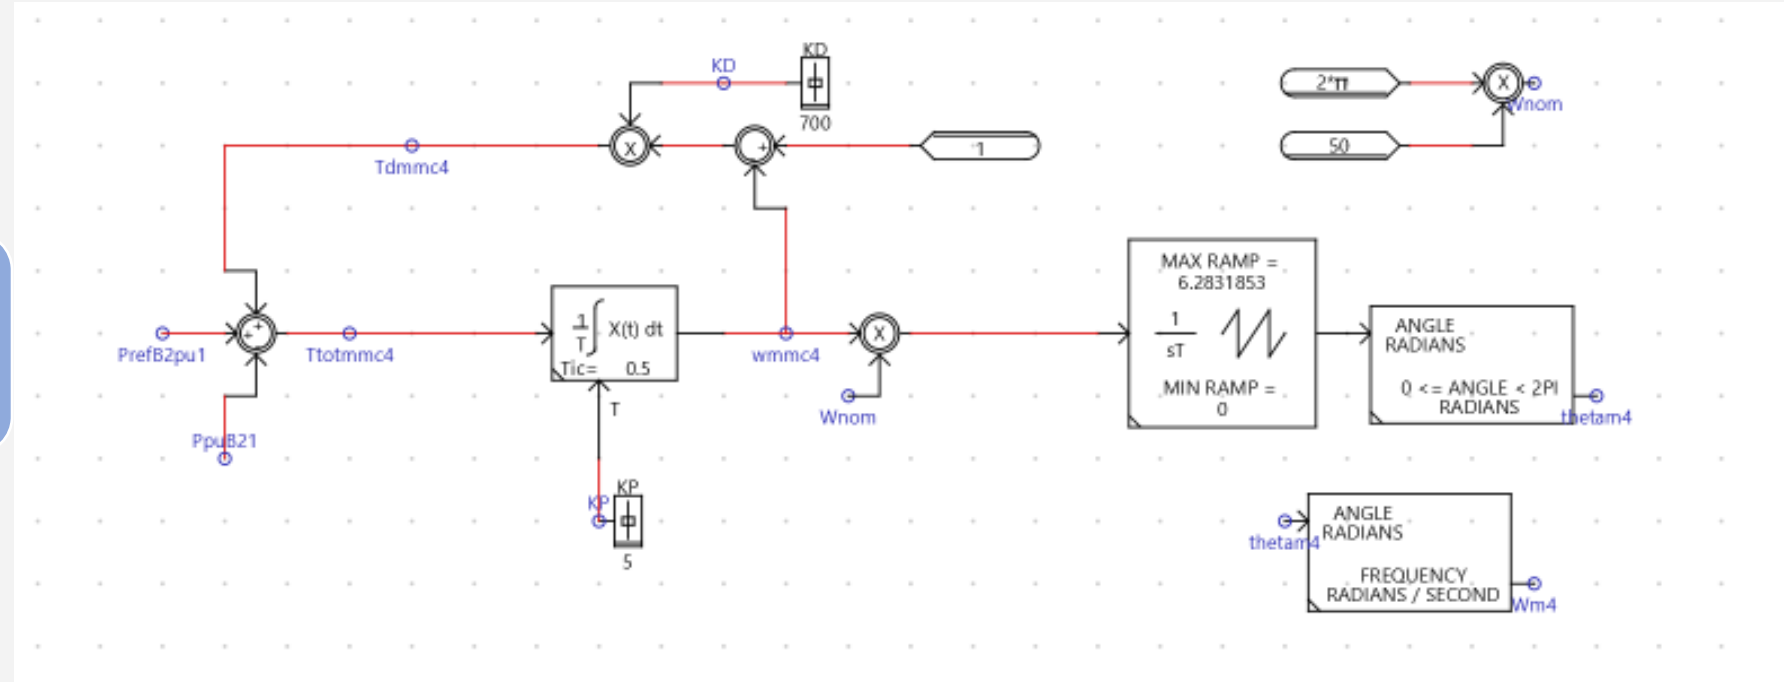 KD
KD
700
2*π
X
Wnom
Tdmmc4
X
+
1
50
MAX RAMP =
6.2831853
1
sT
MIN RAMP =
0
ANGLE
RADIANS
0 <= ANGLE < 2PI
RADIANS
thetam4
PrefB2pu1
+
+
Ttotmmc4
1
T
X(t) dt
Tic= 0.5
wmmc4
X
Wnom
T
PpuB21
KP
KP
5
thetam4
ANGLE
RADIANS
FREQUENCY
RADIANS / SECOND
Wm4